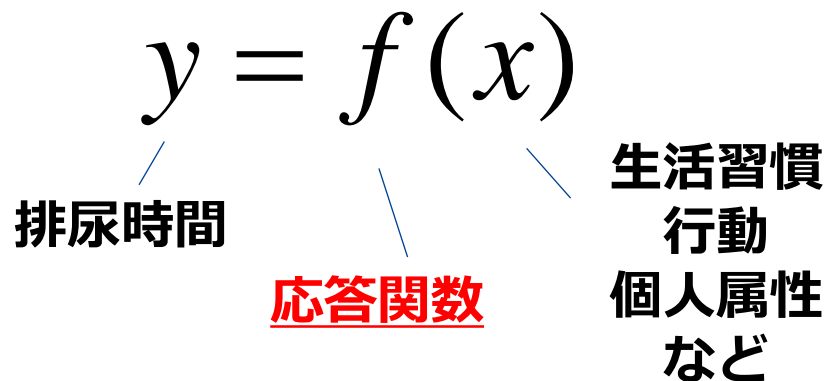 y = f(x)
排尿時間
応答関数
生活習慣
行動
個人属性
など